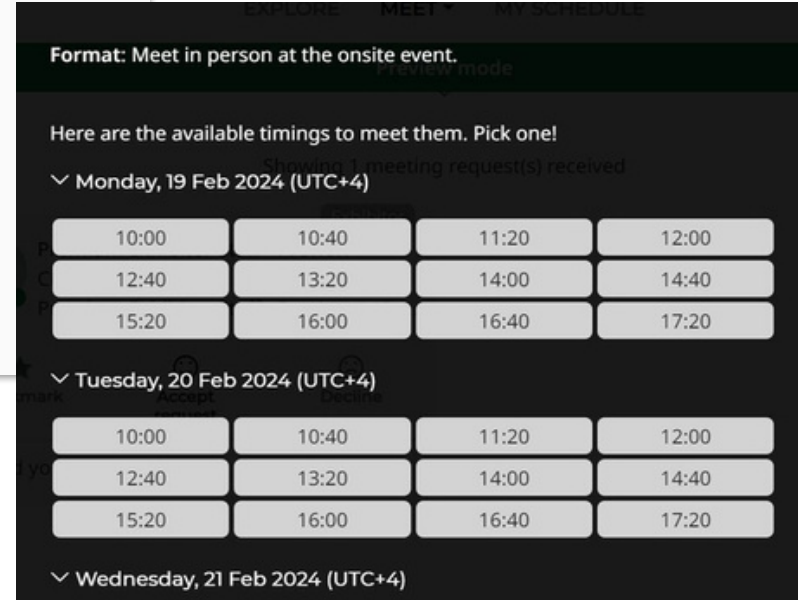 EXPLORE MEET MY SCHEDULE
Format: Meet in person at the onsite event.
Preview mode
Here are the available timings to meet them. Pick one!
Showing 1 meeting request(s) received
Monday, 19 Feb 2024 (UTC+4)
10:00 10:40 11:20 12:00
12:40 13:20 14:00 14:40
15:20 16:00 16:40 17:20
Tuesday, 20 Feb 2024 (UTC+4)
Accept Decline
request
10:00 10:40 11:20 12:00
12:40 13:20 14:00 14:40
15:20 16:00 16:40 17:20
Wednesday, 21 Feb 2024 (UTC+4)